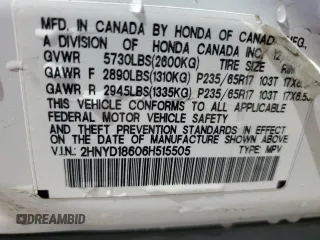 IN CANADA BY HONDA OF CANADA MFG.
A DIVISION OF HONDA CANADA INC 12
GVWR 5730LBS(2600KG) TIRE SIZE RIM
GAWR F 2890LBS(1310KG) P235/65R17 103T 17X6.5
GAWR R 2945LBS(1335KG) P235/65R17 103T 17X6.5
THIS VEHICLE CONFORMS TO ALL APPLICABLE
FEDERAL MOTOR VEHICLE SAFETY
AND THEFT PREVENTION STANDARDS IN EFFECT
ON THE DATE OF MANUFACTURE SHOWN ABOVE.
V.I.N.: 2HNYD18606H515505 TYPE: MPV
DREAMBID